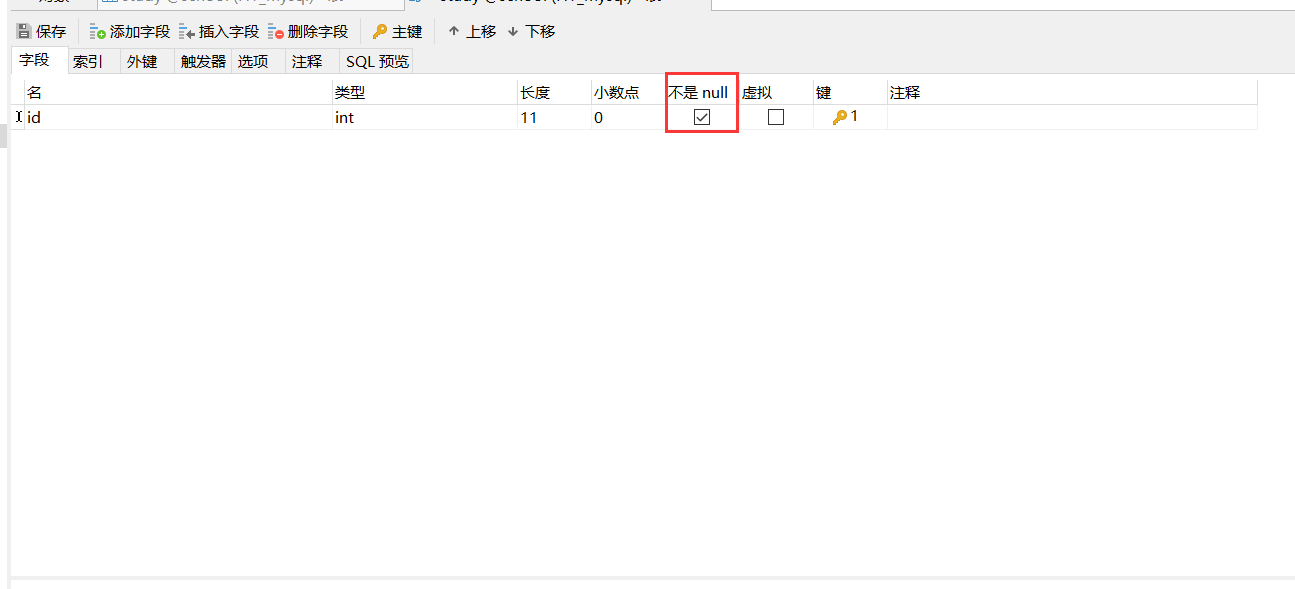 保存 添加字段 插入字段 删除字段 主键 上移 下移
字段 索引 外键 触发器 选项 注释 SQL 预览
名 类型 长度 小数点 不是 null 虚拟 键 注释
id int 11 0 1